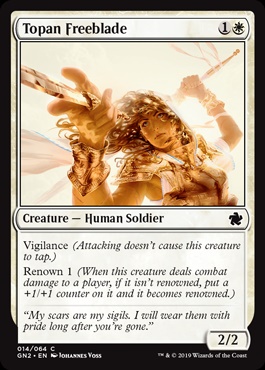 Topan Freeblade 1
Creature — Human Soldier
Vigilance (Attacking doesn't cause this creature
to tap.)
Renown 1 (When this creature deals combat
damage to a player, if it isn't renowned, put a
+1/+1 counter on it and it becomes renowned.)
"My scars are my sigils. I will wear them with
pride long after you're gone."
2/2
014/064 C
GN2 • EN Johannes Voss ™ & © 2019 Wizards of the Coast